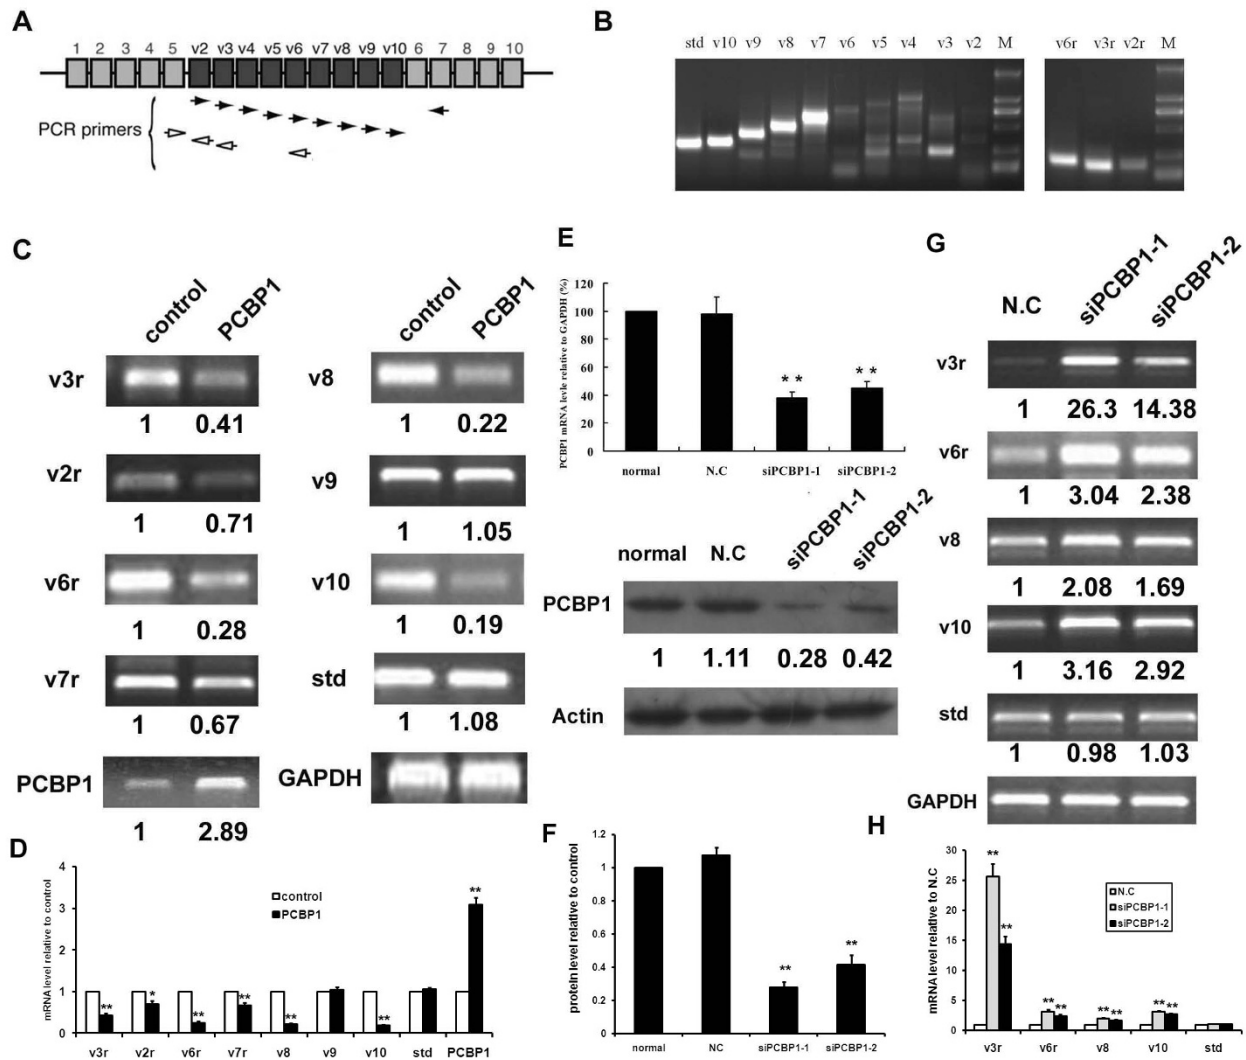 A
1 2 3 4 5 v2 v3 v4 v5 v6 v7 v8 v9 v10 6 7 8 9 10
PCR primers
B
std v10 v9 v8 v7 v6 v5 v4 v3 v2 M
v6r v3r v2r M
C
control PCBP1
v3r
1 0.41
v2r
1 0.71
v6r
1 0.28
v7r
1 0.67
PCBP1
1 2.89
control PCBP1
v8
1 0.22
v9
1 1.05
v10
1 0.19
std
1 1.08
GAPDH
D
mRNA level relative to control
4
3
2
1
0
control
PCBP1
** * ** ** ** ** **
v3r v2r v6r v7r v8 v9 v10 std PCBP1
E
PCBP1 mRNA levle relative to GAPDH (%)
120
100
80
60
40
20
0
* * * *
normal N.C siPCBP1-1 siPCBP1-2
normal N.C siPCBP1-1 siPCBP1-2
PCBP1
1 1.11 0.28 0.42
Actin
F
protein level relative to control
1.2
1
0.8
0.6
0.4
0.2
0
** **
normal NC siPCBP1-1 siPCBP1-2
G
N.C siPCBP1-1 siPCBP1-2
v3r
1 26.3 14.38
v6r
1 3.04 2.38
v8
1 2.08 1.69
v10
1 3.16 2.92
std
1 0.98 1.03
GAPDH
H
mRNA level relative to N.C
30
25
20
15
10
5
0
N.C
siPCBP1-1
siPCBP1-2
** ** ** ** ** ** ** **
v3r v6r v8 v10 std